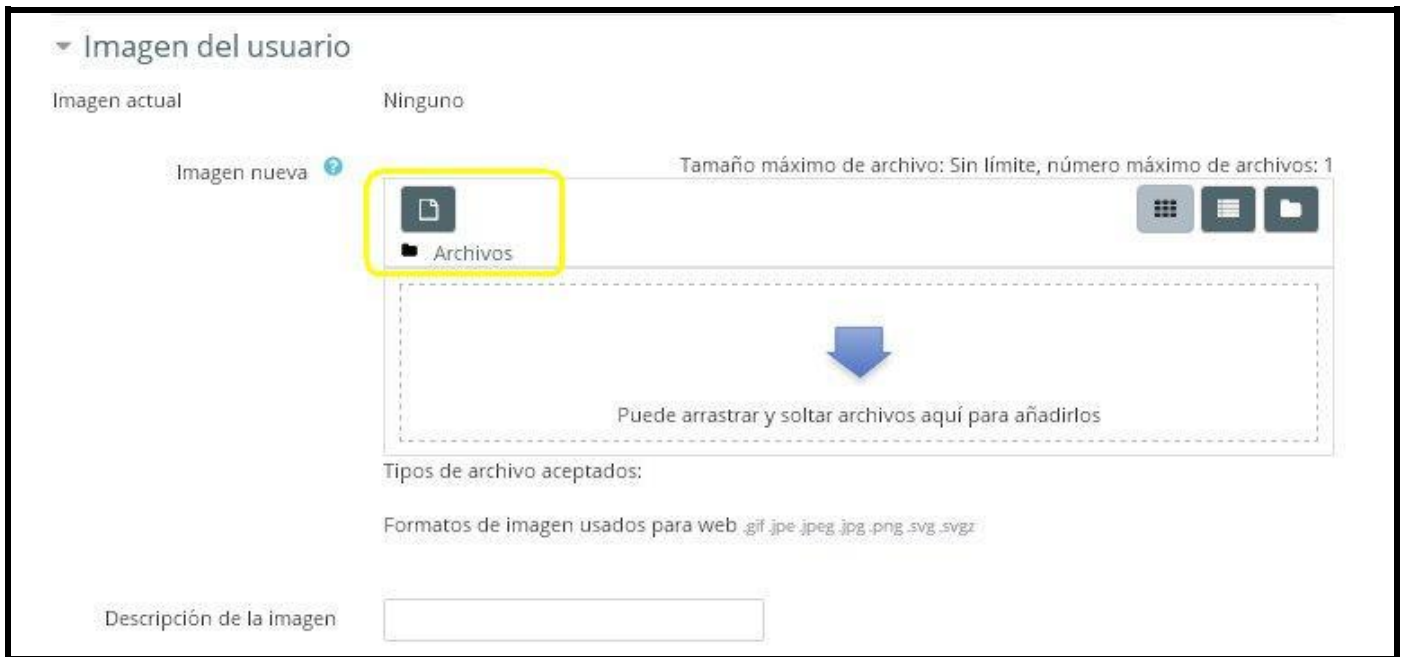 Imagen del usuario
Imagen actual Ninguno
Imagen nueva Tamaño máximo de archivo: Sin límite, número máximo de archivos: 1
Archivos
Puede arrastrar y soltar archivos aquí para añadirlos
Tipos de archivo aceptados:
Formatos de imagen usados para web .gif .jpe .jpeg .jpg .png .svg .svgz
Descripción de la imagen